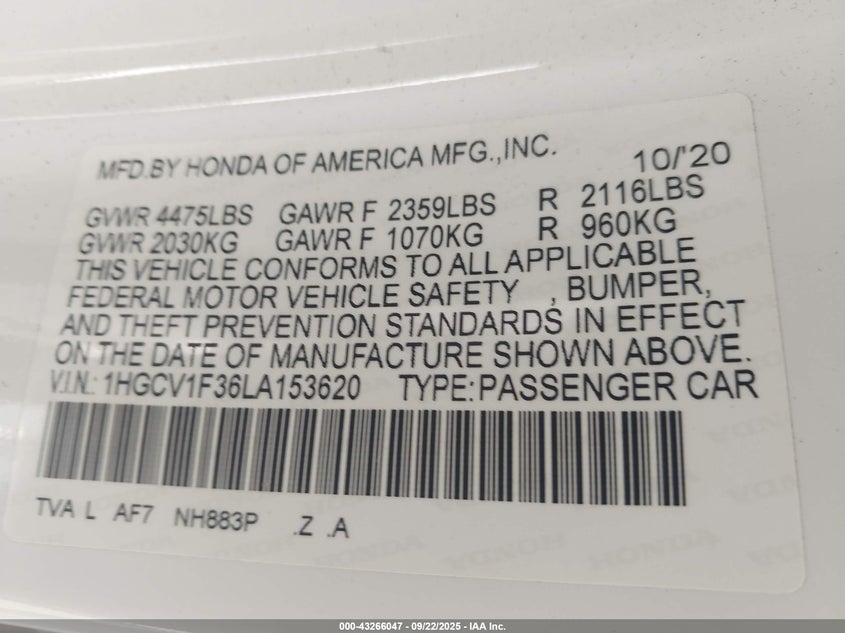 MFD.BY HONDA OF AMERICA MFG.,INC. 10/'20
GVWR 4475LBS GAWR F 2359LBS R 2116LBS
GVWR 2030KG GAWR F 1070KG R 960KG
THIS VEHICLE CONFORMS TO ALL APPLICABLE
FEDERAL MOTOR VEHICLE SAFETY , BUMPER,
AND THEFT PREVENTION STANDARDS IN EFFECT
ON THE DATE OF MANUFACTURE SHOWN ABOVE.
V.I.N.: 1HGCV1F36LA153620 TYPE:PASSENGER CAR
TVA L AF7 NH883P .Z .A
HONDA HONDA HONDA
000-43266047 - 09/22/2025 - IAA Inc.